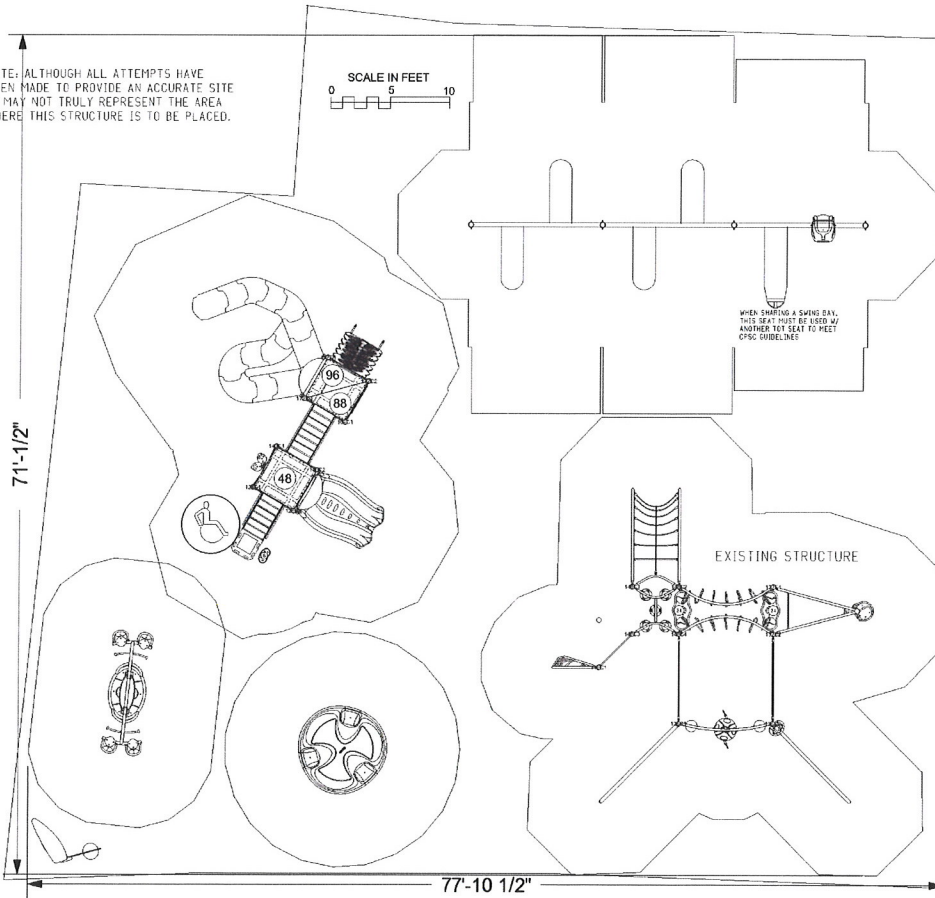 TE: ALTHOUGH ALL ATTEMPTS HAVE
EN MADE TO PROVIDE AN ACCURATE SITE
MAY NOT TRULY REPRESENT THE AREA
ERE THIS STRUCTURE IS TO BE PLACED.
SCALE IN FEET
0 5 10
WHEN SHARING A SWING BAY,
THIS SEAT MUST BE USED W/
ANOTHER TOT SEAT TO MEET
CPSC GUIDELINES
96
88
48
71'-1/2"
EXISTING STRUCTURE
77'-10 1/2"